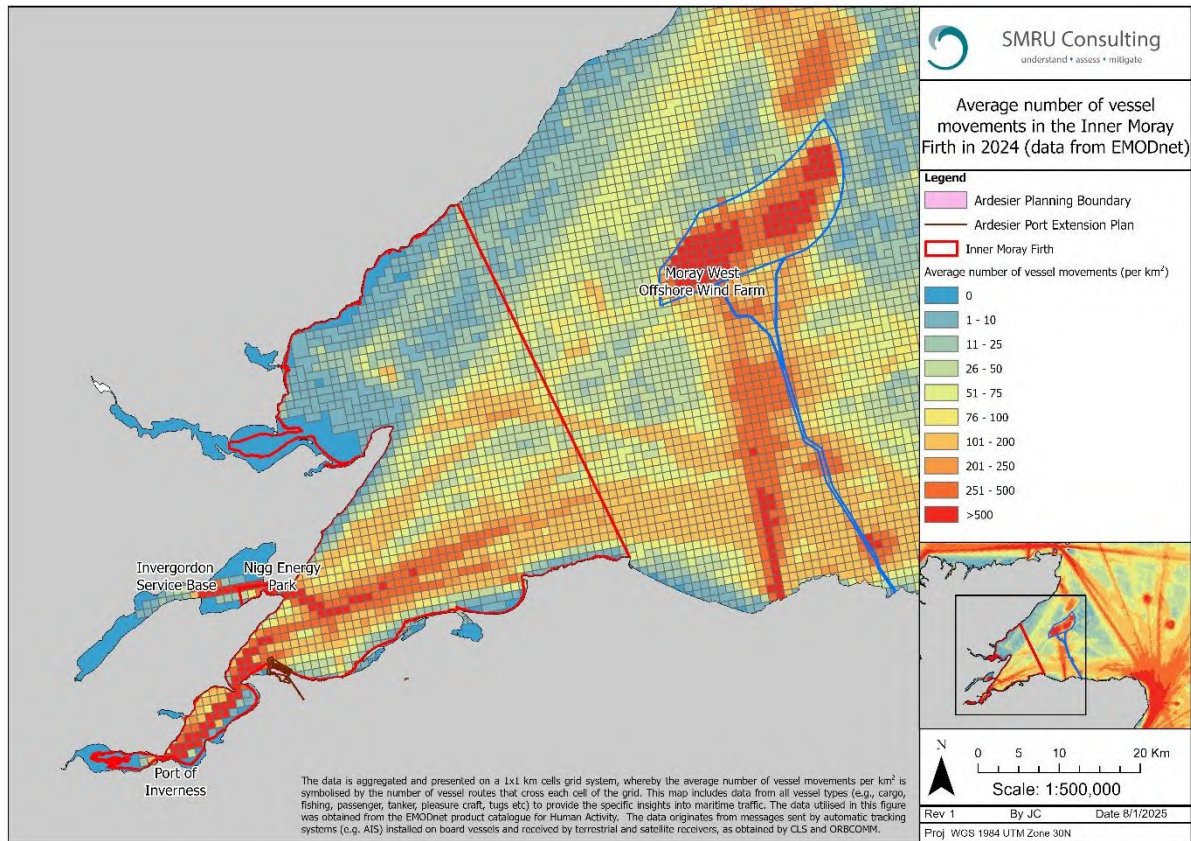 SMRU Consulting
understand • assess • mitigate
Average number of vessel
movements in the Inner Moray
Firth in 2024 (data from EMODnet)
Legend
Ardesier Planning Boundary
Ardesier Port Extension Plan
Inner Moray Firth
Average number of vessel movements (per km²)
0
1 - 10
11 - 25
26 - 50
51 - 75
76 - 100
101 - 200
201 - 250
251 - 500
>500
Moray West
Offshore Wind Farm
Invergordon
Service Base
Nigg Energy
Park
Port of
Inverness
The data is aggregated and presented on a 1x1 km cells grid system, whereby the average number of vessel movements per km² is
symbolised by the number of vessel routes that cross each cell of the grid. This map includes data from all vessel types (e.g., cargo,
fishing, passenger, tanker, pleasure craft, tugs etc) to provide the specific insights into maritime traffic. The data utilised in this figure
was obtained from the EMODnet product catalogue for Human Activity. The data originates from messages sent by automatic tracking
systems (e.g. AIS) installed on board vessels and received by terrestrial and satellite receivers, as obtained by CLS and ORBCOMM.
N
0 5 10 20 Km
Scale: 1:500,000
Rev 1 By JC Date 8/1/2025
Proj WGS 1984 UTM Zone 30N